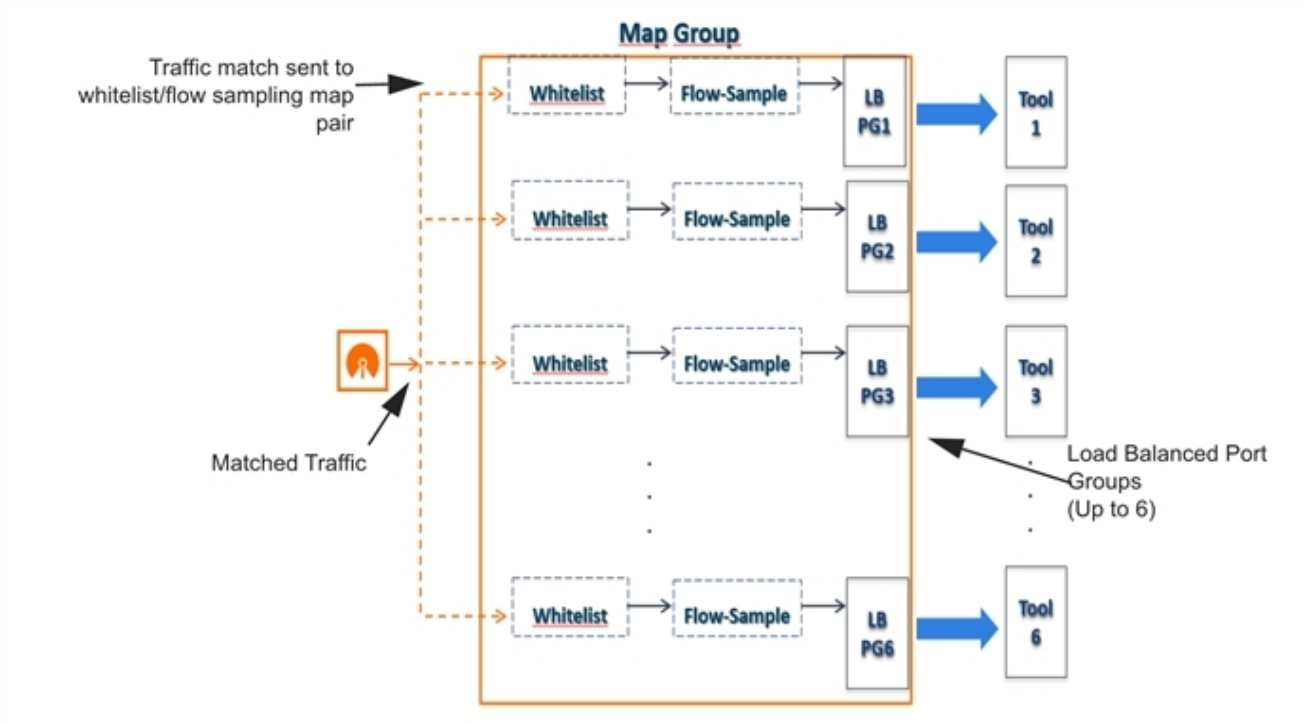 Map Group
Traffic match sent to
whitelist/flow sampling map
pair
Whitelist
Flow-Sample
LB
PG1
Tool
1
Whitelist
Flow-Sample
LB
PG2
Tool
2
Whitelist
Flow-Sample
LB
PG3
Tool
3
Matched Traffic
Load Balanced Port
Groups
(Up to 6)
Whitelist
Flow-Sample
LB
PG6
Tool
6